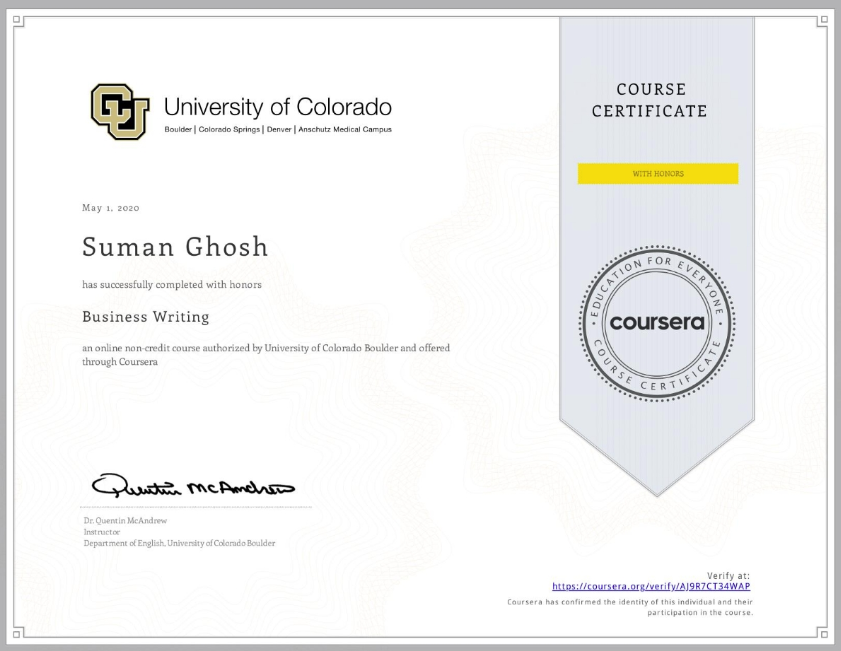 University of Colorado
Boulder | Colorado Springs | Denver | Anschutz Medical Campus
COURSE
CERTIFICATE
WITH HONORS
May 1, 2020
Suman Ghosh
has successfully completed with honors
Business Writing
an online non-credit course authorized by University of Colorado Boulder and offered
through Coursera
EDUCATION FOR EVERYONE
coursera
COURSE CERTIFICATE
Quentin McAndrew
Dr. Quentin McAndrew
Instructor
Department of English, University of Colorado Boulder
Verify at:
https://coursera.org/verify/AJ9R7CT34WAP
Coursera has confirmed the identity of this individual and their
participation in the course.